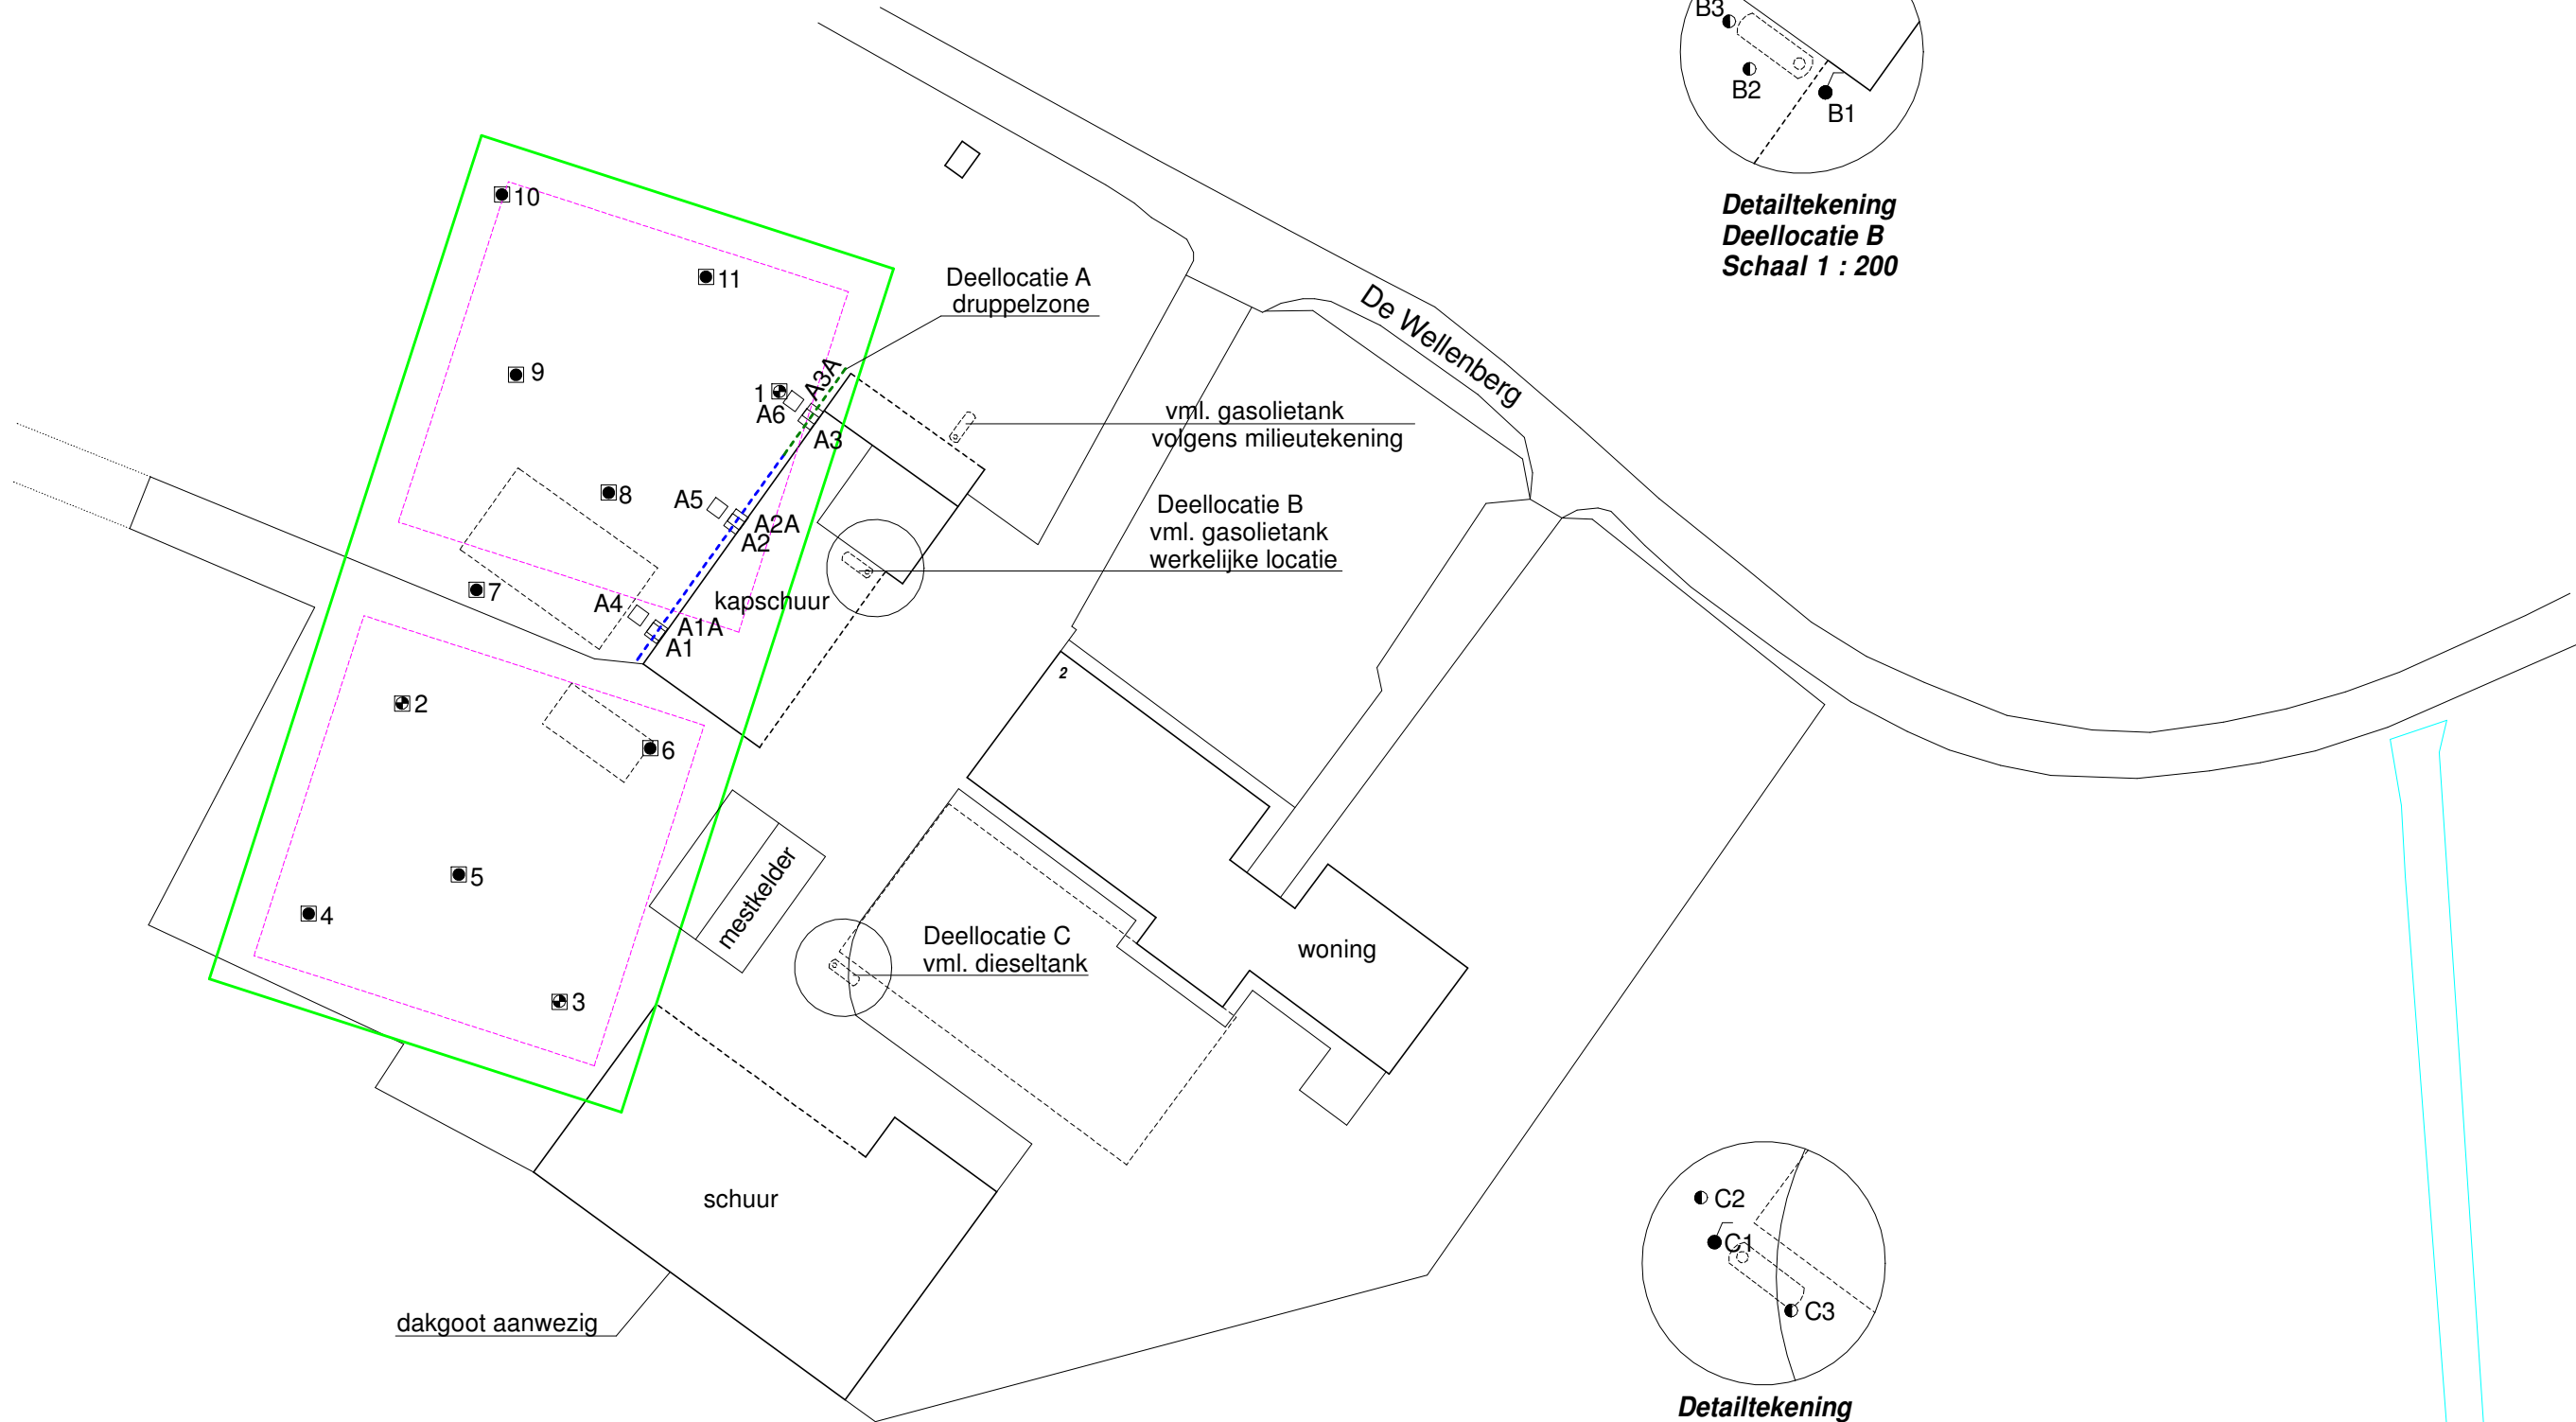 B3
B2
B1
Detailtekening
Deellocatie B
Schaal 1 : 200
10
11
9
8
7
Deellocatie A
druppelzone
De Wellenberg
1
A3A
A6
A3
vml. gasolietank
volgens milieutekening
A5
A2A
A2
Deellocatie B
vml. gasolietank
werkelijke locatie
A4
A1A
A1
kapschuur
2
2
6
5
4
3
mestkelder
Deellocatie C
vml. dieseltank
woning
schuur
dakgoot aanwezig
C2
C1
C3
Detailtekening